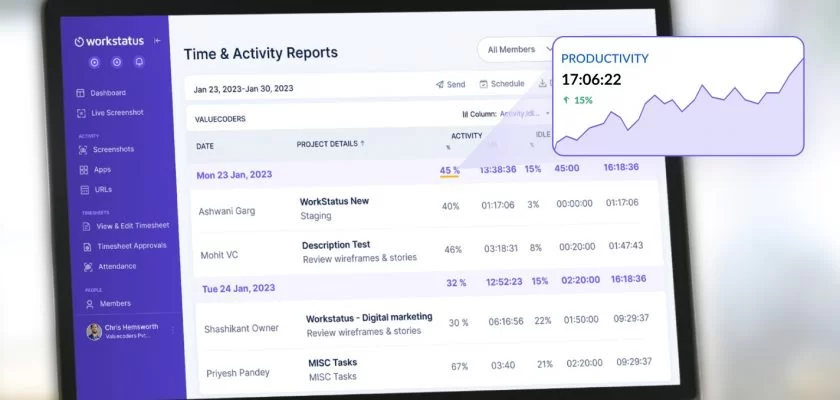 workstatus
Time & Activity Reports
All Members
Jan 23, 2023-Jan 30, 2023
Send
Schedule
VALUECODERS
Column: Activity, Idl...
DATE
PROJECT DETAILS ↑
ACTIVITY
IDLE
%
%
Mon 23 Jan, 2023 45 % 13:38:36 15% 45:00 16:18:36
Ashwani Garg WorkStatus New 40% 01:17:06 3% 00:00:00 01:17:06
Staging
Mohit VC Description Test 46% 03:18:31 8% 00:20:00 01:47:43
Review wireframes & stories
Tue 24 Jan, 2023 32 % 12:52:23 15% 02:20:00 16:18:36
Shashikant Owner Workstatus - Digital marketing 30 % 06:16:56 22% 01:50:00 09:29:37
Review wireframes & stories
Priyesh Pandey MISC Tasks 67% 03:40 21% 02:20:00 09:29:37
MISC Tasks
Dashboard
Live Screenshot
ACTIVITY
Screenshots
Apps
URLs
TIMESHEETS
View & Edit Timesheet
Timesheet Approvals
Attendance
PEOPLE
Members
Chris Hemsworth
Valuecoders Pvt...
PRODUCTIVITY
17:06:22
↑ 15%